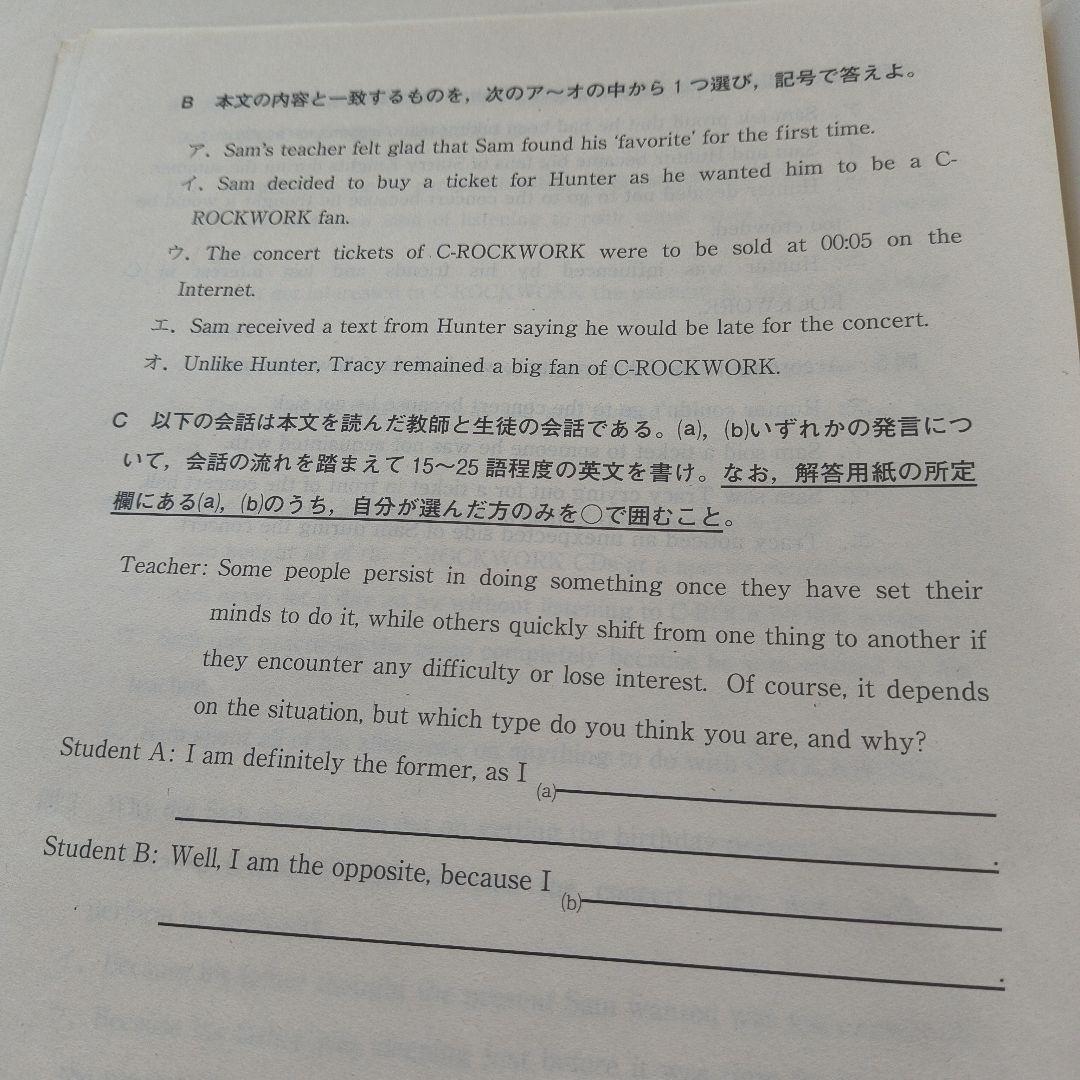 B 本文の内容と一致するものを，次のア～オの中から1つ選び，記号で答えよ。
ア．Sam's teacher felt glad that Sam found his 'favorite' for the first time.
イ．Sam decided to buy a ticket for Hunter as he wanted him to be a C-
ROCKWORK fan.
ウ．The concert tickets of C-ROCKWORK were to be sold at 00:05 on the
Internet.
エ．Sam received a text from Hunter saying he would be late for the concert.
オ．Unlike Hunter, Tracy remained a big fan of C-ROCKWORK.
C 以下の会話は本文を読んだ教師と生徒の会話である。(a)，(b)いずれかの発言につ
いて，会話の流れを踏まえて15～25語程度の英文を書け。なお，解答用紙の所定
欄にある(a)，(b)のうち，自分が選んだ方のみを○で囲むこと。
Teacher: Some people persist in doing something once they have set their
minds to do it, while others quickly shift from one thing to another if
they encounter any difficulty or lose interest. Of course, it depends
on the situation, but which type do you think you are, and why?
Student A: I am definitely the former, as I (a)
.
Student B: Well, I am the opposite, because I (b)
.